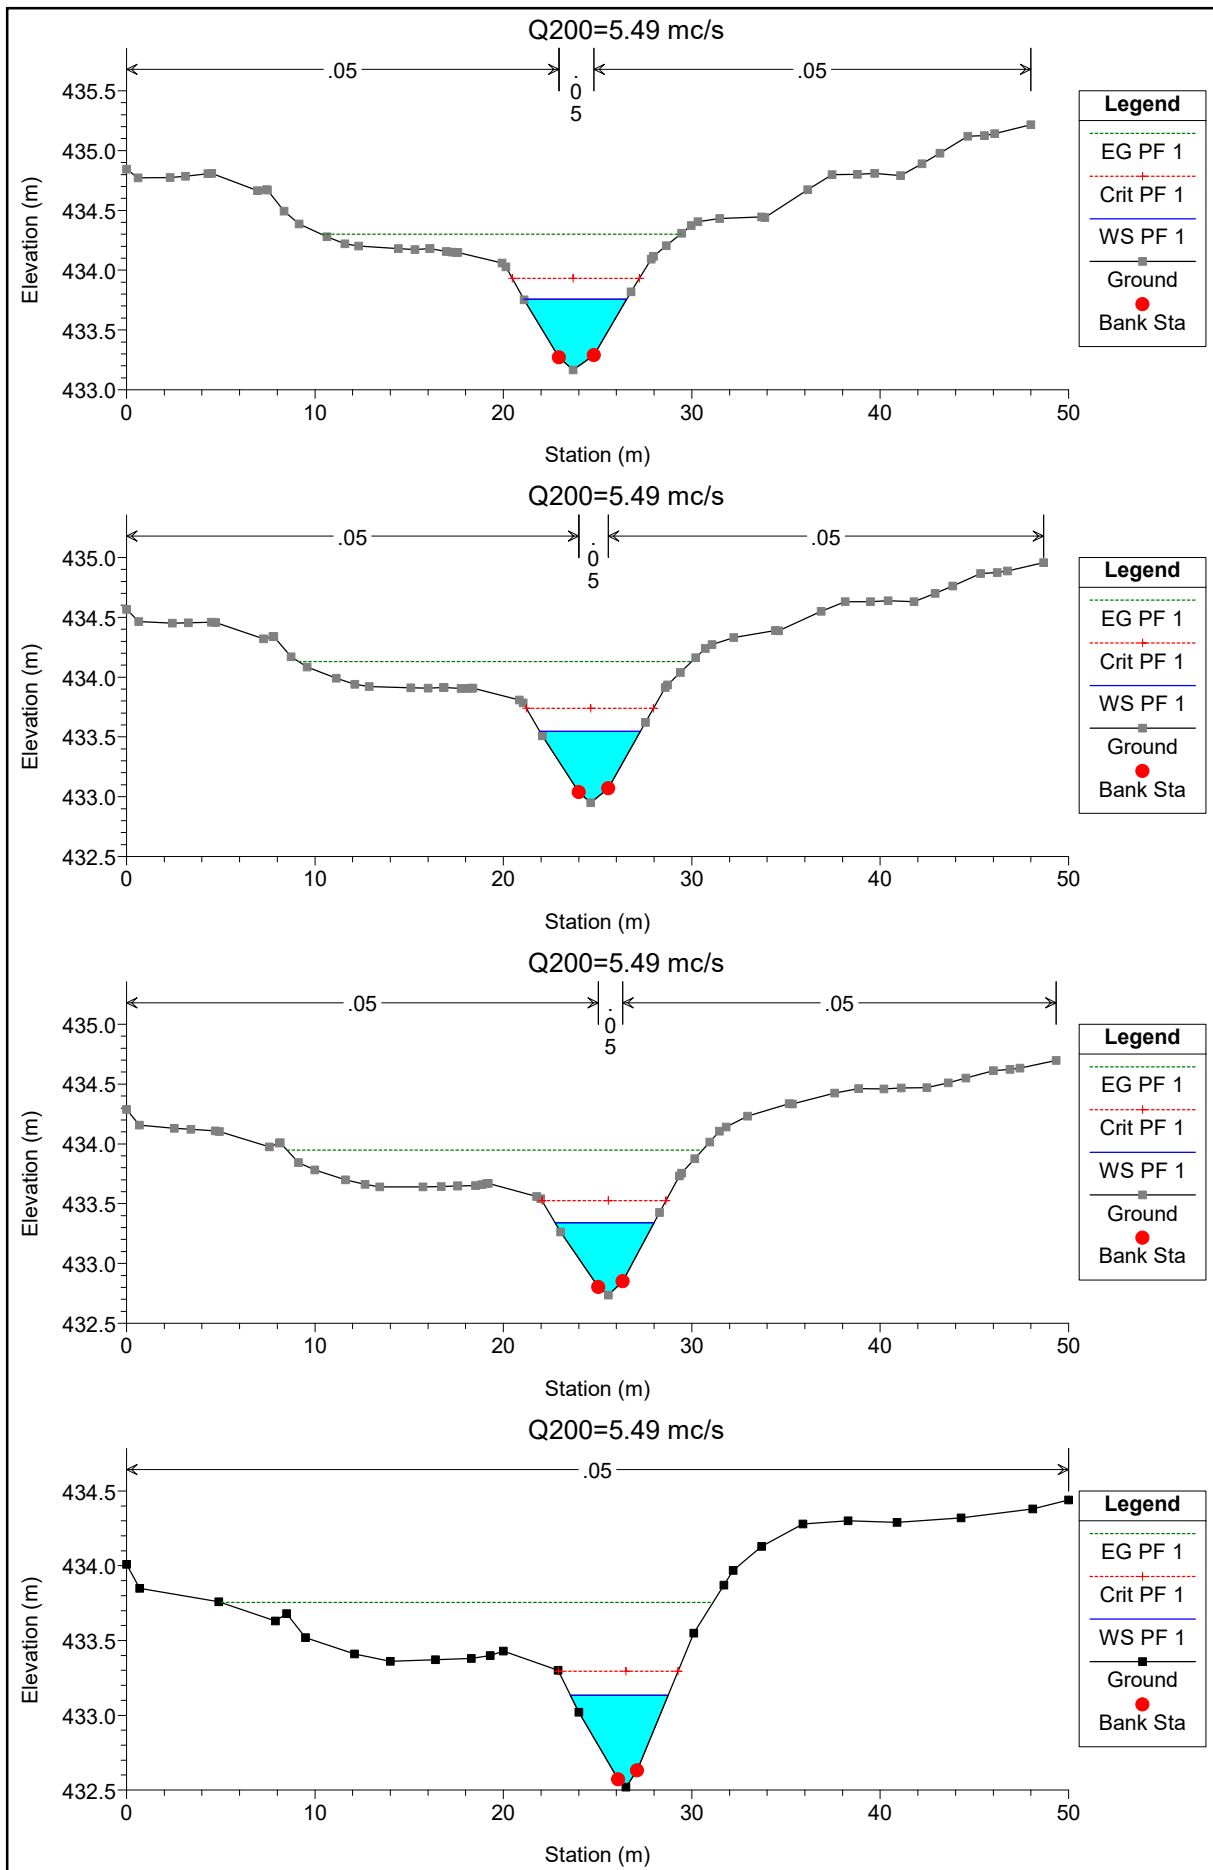 Q200=5.49 mc/s
.05 .05 .05
435.5
435.0
434.5
434.0
433.5
433.0
Elevation (m)
0 10 20 30 40 50
Station (m)
Legend
EG PF 1
Crit PF 1
WS PF 1
Ground
Bank Sta
Q200=5.49 mc/s
.05 .05 .05
435.0
434.5
434.0
433.5
433.0
432.5
Elevation (m)
0 10 20 30 40 50
Station (m)
Legend
EG PF 1
Crit PF 1
WS PF 1
Ground
Bank Sta
Q200=5.49 mc/s
.05 .05 .05
435.0
434.5
434.0
433.5
433.0
432.5
Elevation (m)
0 10 20 30 40 50
Station (m)
Legend
EG PF 1
Crit PF 1
WS PF 1
Ground
Bank Sta
Q200=5.49 mc/s
.05
434.5
434.0
433.5
433.0
432.5
Elevation (m)
0 10 20 30 40 50
Station (m)
Legend
EG PF 1
Crit PF 1
WS PF 1
Ground
Bank Sta